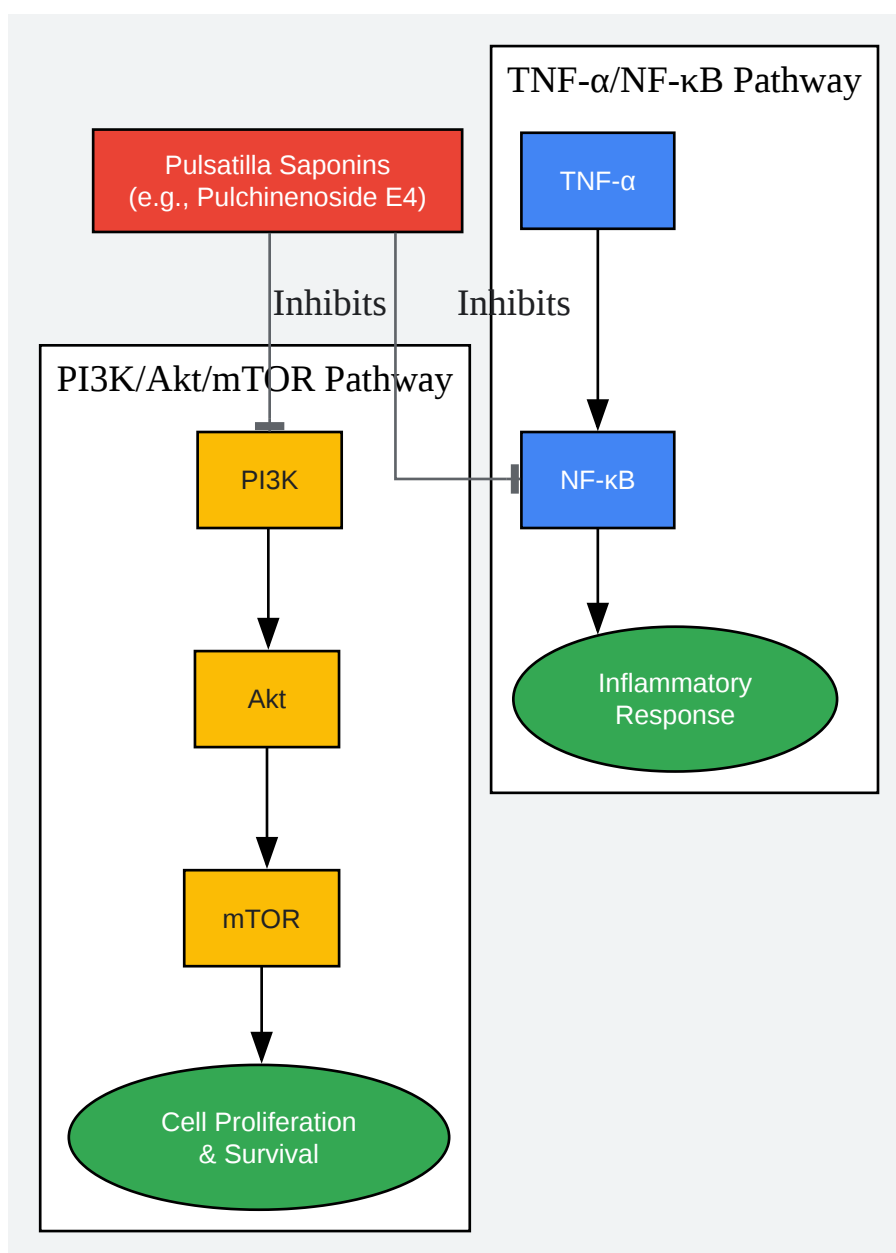 TNF-α/NF-κB Pathway
Pulsatilla Saponins
(e.g., Pulchinenoside E4)
TNF-α
Inhibits
Inhibits
PI3K/Akt/mTOR Pathway
PI3K
NF-κB
Akt
Inflammatory
Response
mTOR
Cell Proliferation
& Survival